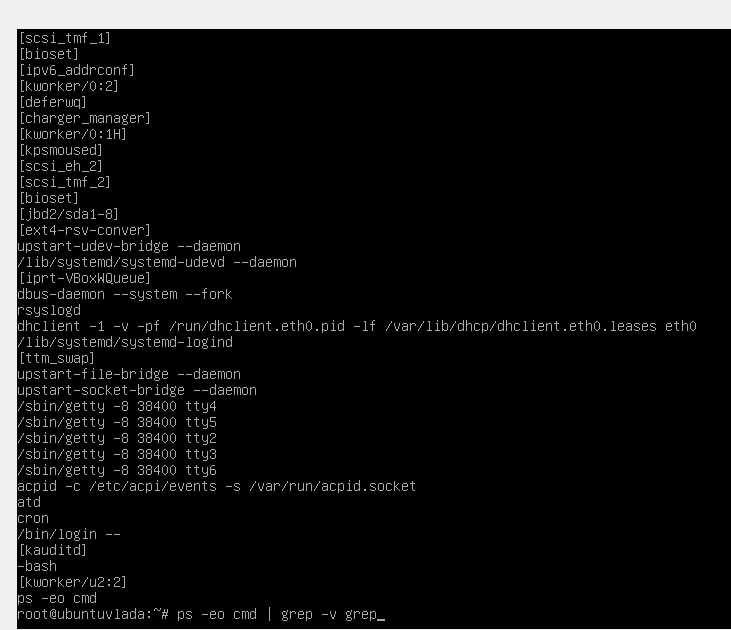 [scsi_tmf_1]
[bioset]
[ipv6_addrconf]
[kworker/0:2]
[deferwq]
[charger_manager]
[kworker/0:1H]
[kpsmoused]
[scsi_eh_2]
[scsi_tmf_2]
[bioset]
[jbd2/sda1-8]
[ext4-rsv-conver]
upstart-udev-bridge --daemon
/lib/systemd/systemd-udevd --daemon
[iprt-VBoxWQueue]
dbus-daemon --system --fork
rsyslogd
dhclient -1 -v -pf /run/dhclient.eth0.pid -lf /var/lib/dhcp/dhclient.eth0.leases eth0
/lib/systemd/systemd-logind
[ttm_swap]
upstart-file-bridge --daemon
upstart-socket-bridge --daemon
/sbin/getty -8 38400 tty4
/sbin/getty -8 38400 tty5
/sbin/getty -8 38400 tty2
/sbin/getty -8 38400 tty3
/sbin/getty -8 38400 tty6
acpid -c /etc/acpi/events -s /var/run/acpid.socket
atd
cron
/bin/login --
[kauditd]
-bash
[kworker/u2:2]
ps -eo cmd
root@ubuntuvlada:~# ps -eo cmd | grep -v grep_